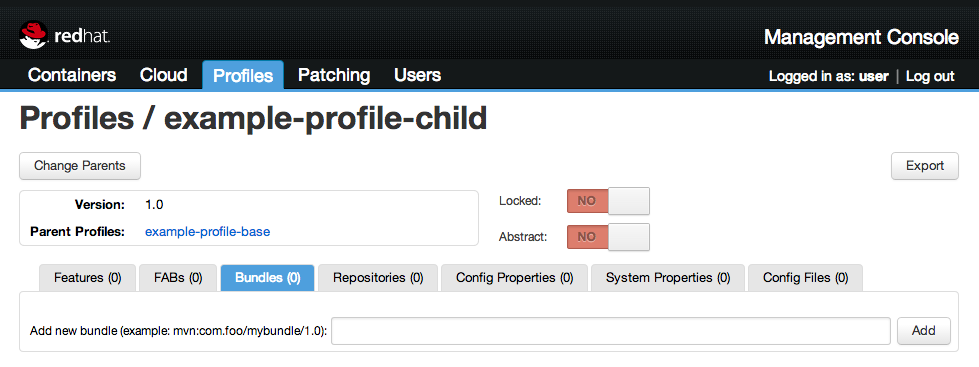 redhat.
Management Console
Containers Cloud Profiles Patching Users Logged in as: user | Log out
Profiles / example-profile-child
Change Parents Export
Version: 1.0
Parent Profiles: example-profile-base
Locked: NO
Abstract: NO
Features (0) FABs (0) Bundles (0) Repositories (0) Config Properties (0) System Properties (0) Config Files (0)
Add new bundle (example: mvn:com.foo/mybundle/1.0): Add